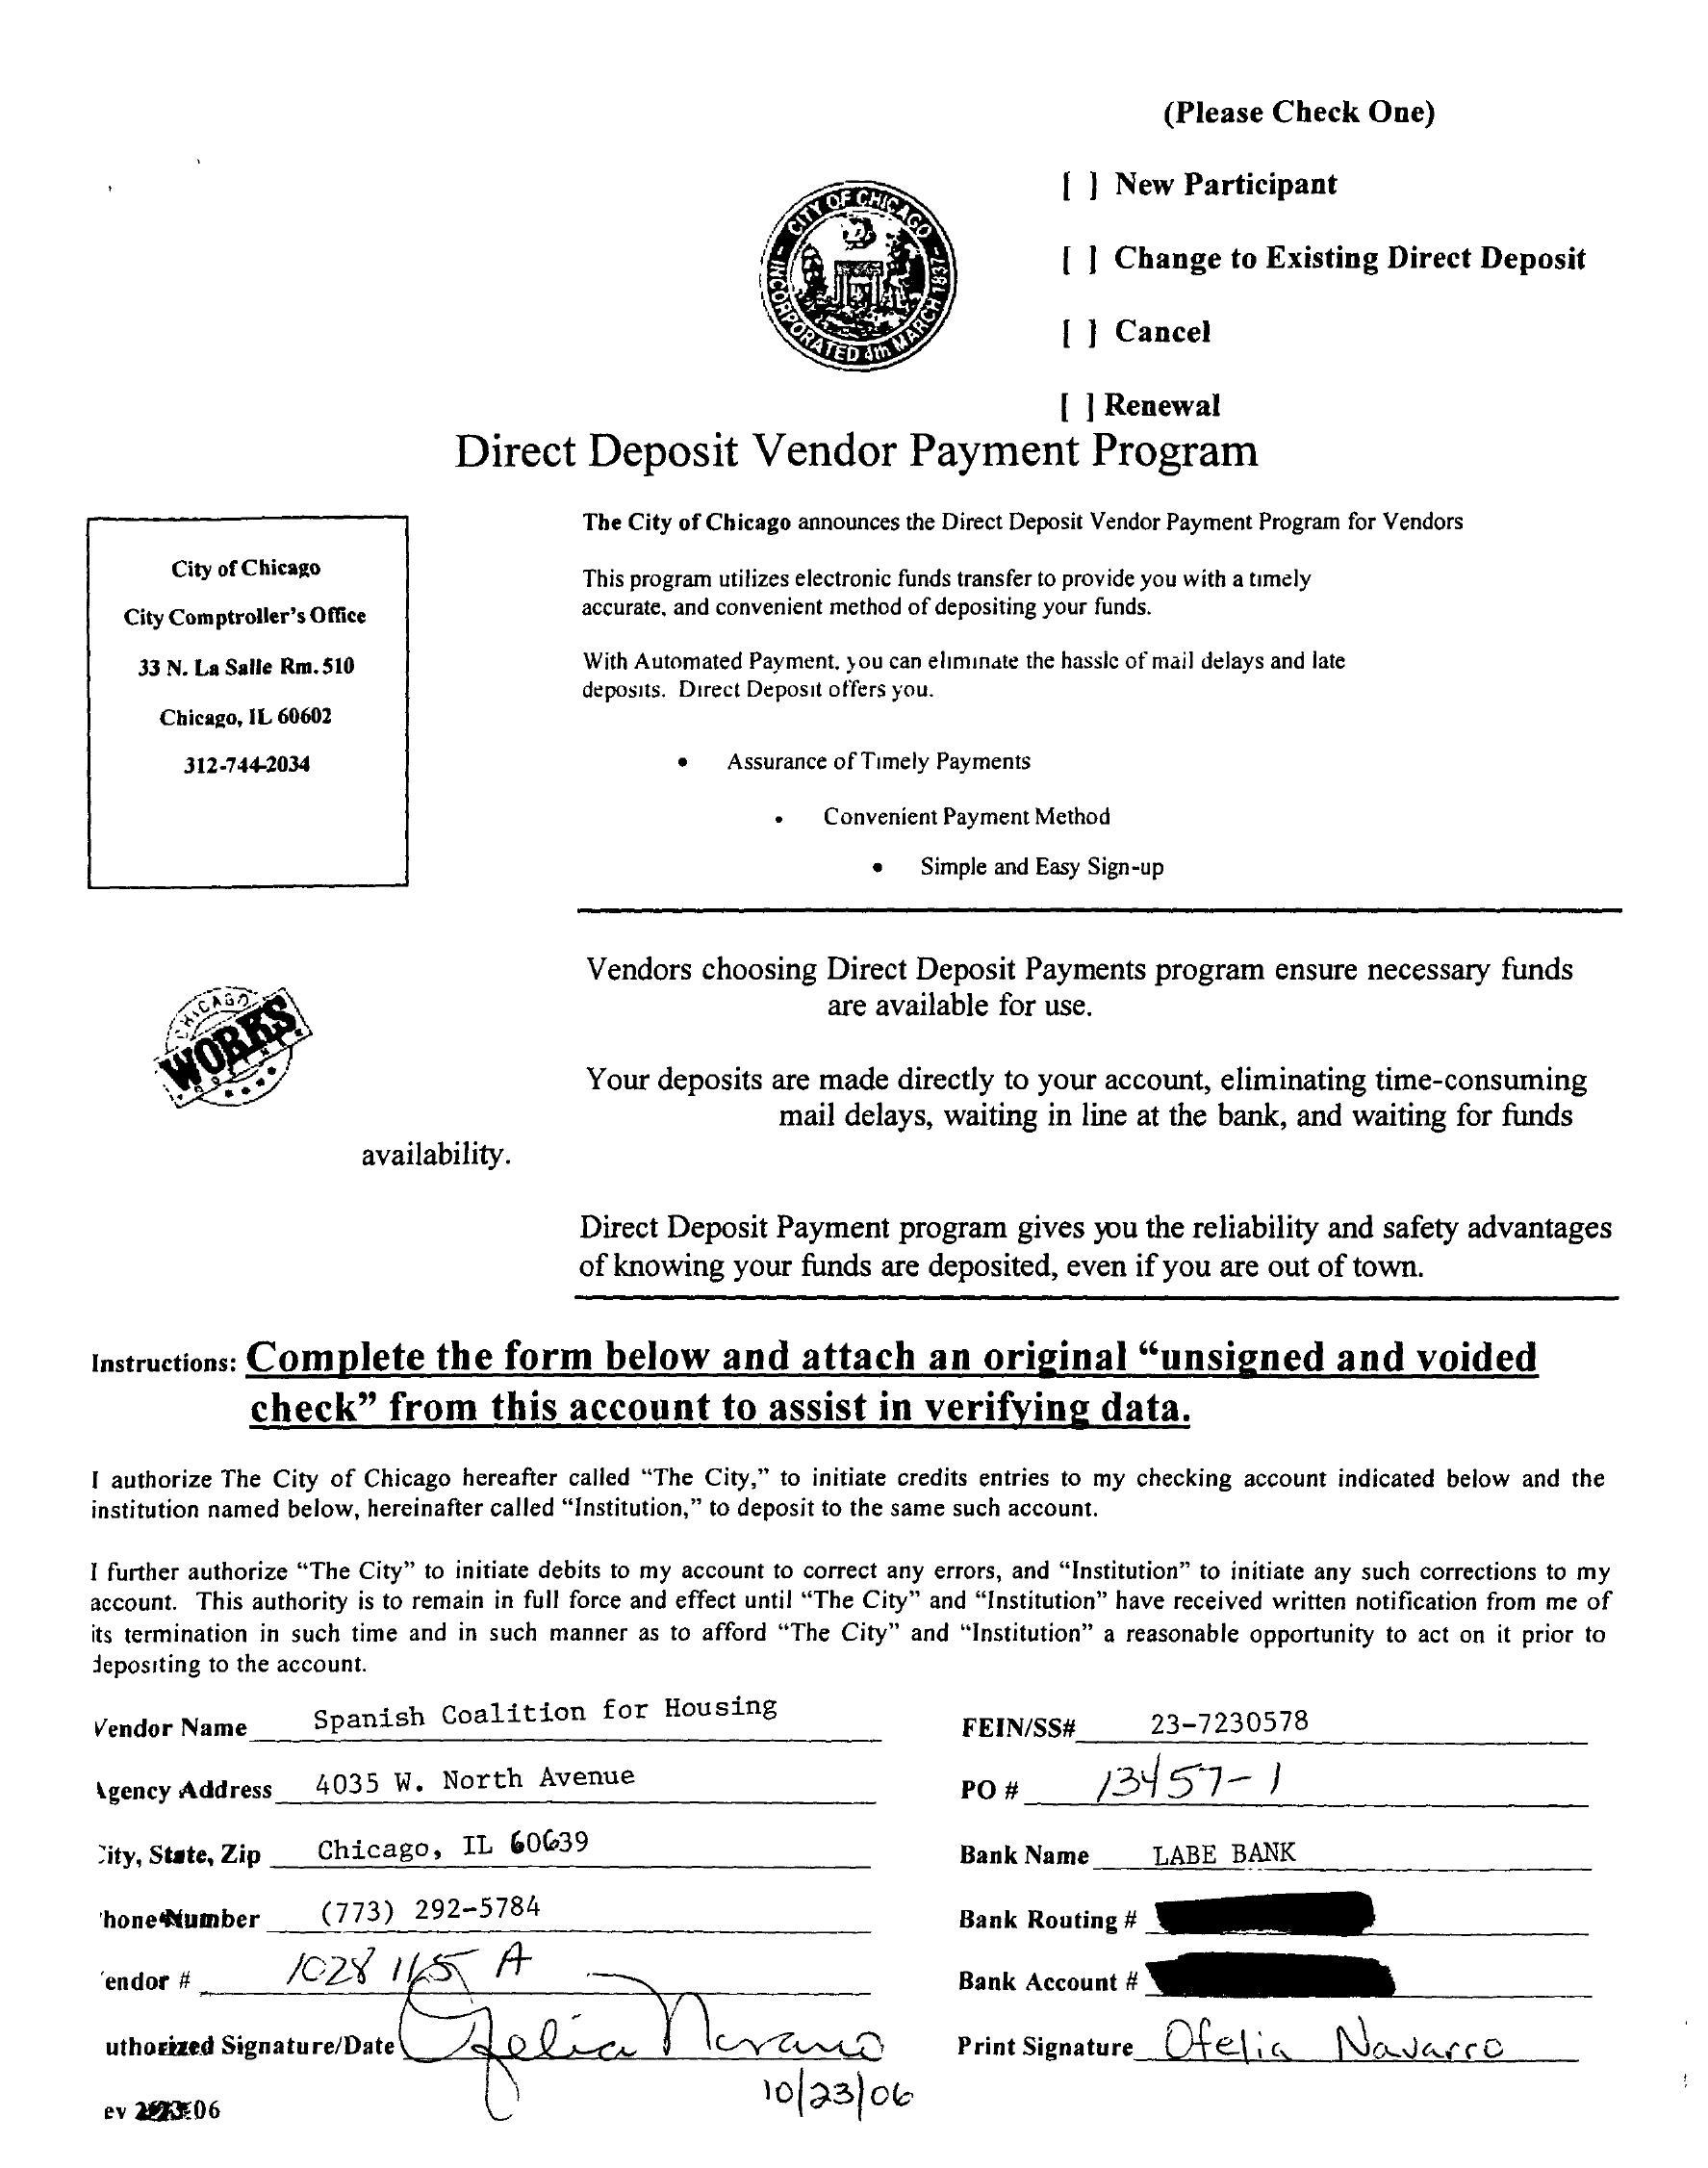 (Please Check One)
[ ] New Participant
[ ] Change to Existing Direct Deposit
[ ] Cancel
[ ] Renewal
CITY OF CHICAGO
INCORPORATED 4th MARCH 1837
Direct Deposit Vendor Payment Program
City of Chicago
City Comptroller's Office
33 N. La Salle Rm. 510
Chicago, IL 60602
312-744-2034
The City of Chicago announces the Direct Deposit Vendor Payment Program for Vendors
This program utilizes electronic funds transfer to provide you with a timely
accurate, and convenient method of depositing your funds.
With Automated Payment, you can eliminate the hassle of mail delays and late
deposits. Direct Deposit offers you.
• Assurance of Timely Payments
• Convenient Payment Method
• Simple and Easy Sign-up
CHICAGO
WORKS
Vendors choosing Direct Deposit Payments program ensure necessary funds
are available for use.
Your deposits are made directly to your account, eliminating time-consuming
mail delays, waiting in line at the bank, and waiting for funds
availability.
Direct Deposit Payment program gives you the reliability and safety advantages
of knowing your funds are deposited, even if you are out of town.
Instructions: Complete the form below and attach an original “unsigned and voided
check” from this account to assist in verifying data.
I authorize The City of Chicago hereafter called “The City,” to initiate credits entries to my checking account indicated below and the
institution named below, hereinafter called “Institution,” to deposit to the same such account.
I further authorize “The City” to initiate debits to my account to correct any errors, and “Institution” to initiate any such corrections to my
account. This authority is to remain in full force and effect until “The City” and “Institution” have received written notification from me of
its termination in such time and in such manner as to afford “The City” and “Institution” a reasonable opportunity to act on it prior to
depositing to the account.
Vendor Name Spanish Coalition for Housing
FEIN/SS# 23-7230578
Agency Address 4035 W. North Avenue
PO # 13457-1
City, State, Zip Chicago, IL 60639
Bank Name LABE BANK
hone Number (773) 292-5784
Bank Routing #
endor # 1028 1165 A
Bank Account #
uthorized Signature/Date Ofelia Navarro
Print Signature Ofelia Navarro
10/23/06
ev 06